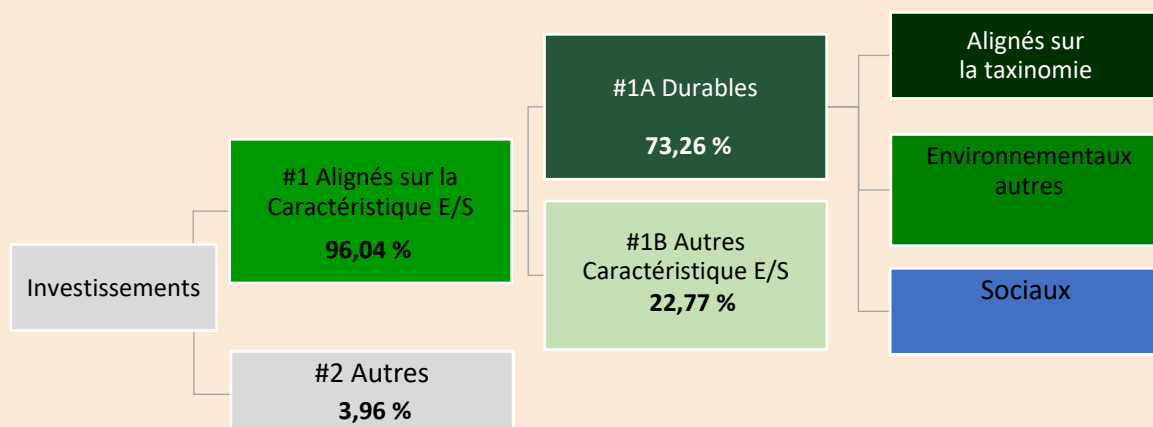 Investissements
#1 Alignés sur la
Caractéristique E/S
96,04 %
#2 Autres
3,96 %
#1A Durables
73,26 %
#1B Autres
Caractéristique E/S
22,77 %
Alignés sur
la taxinomie
Environnementaux
autres
Sociaux